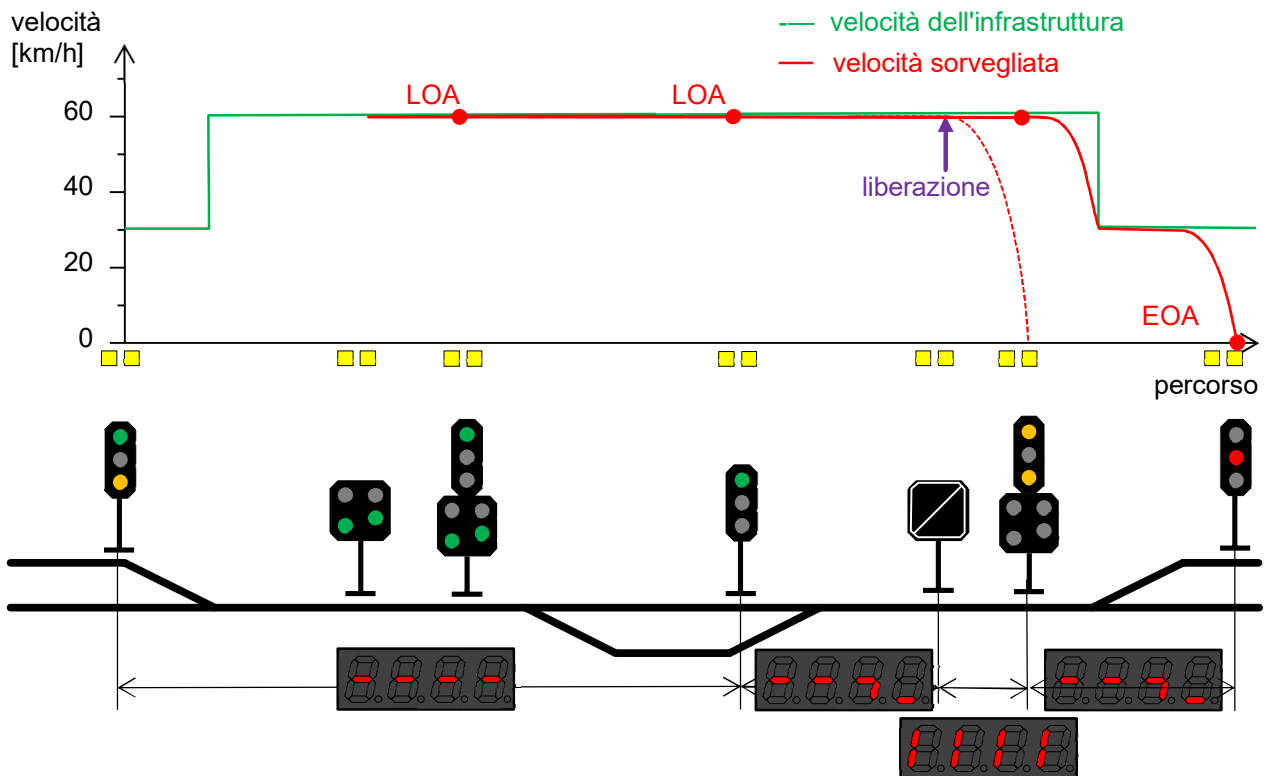 velocità
[km/h]
velocità dell'infrastruttura
velocità sorvegliata
LOA
LOA
60
40
liberazione
20
EOA
0
percorso